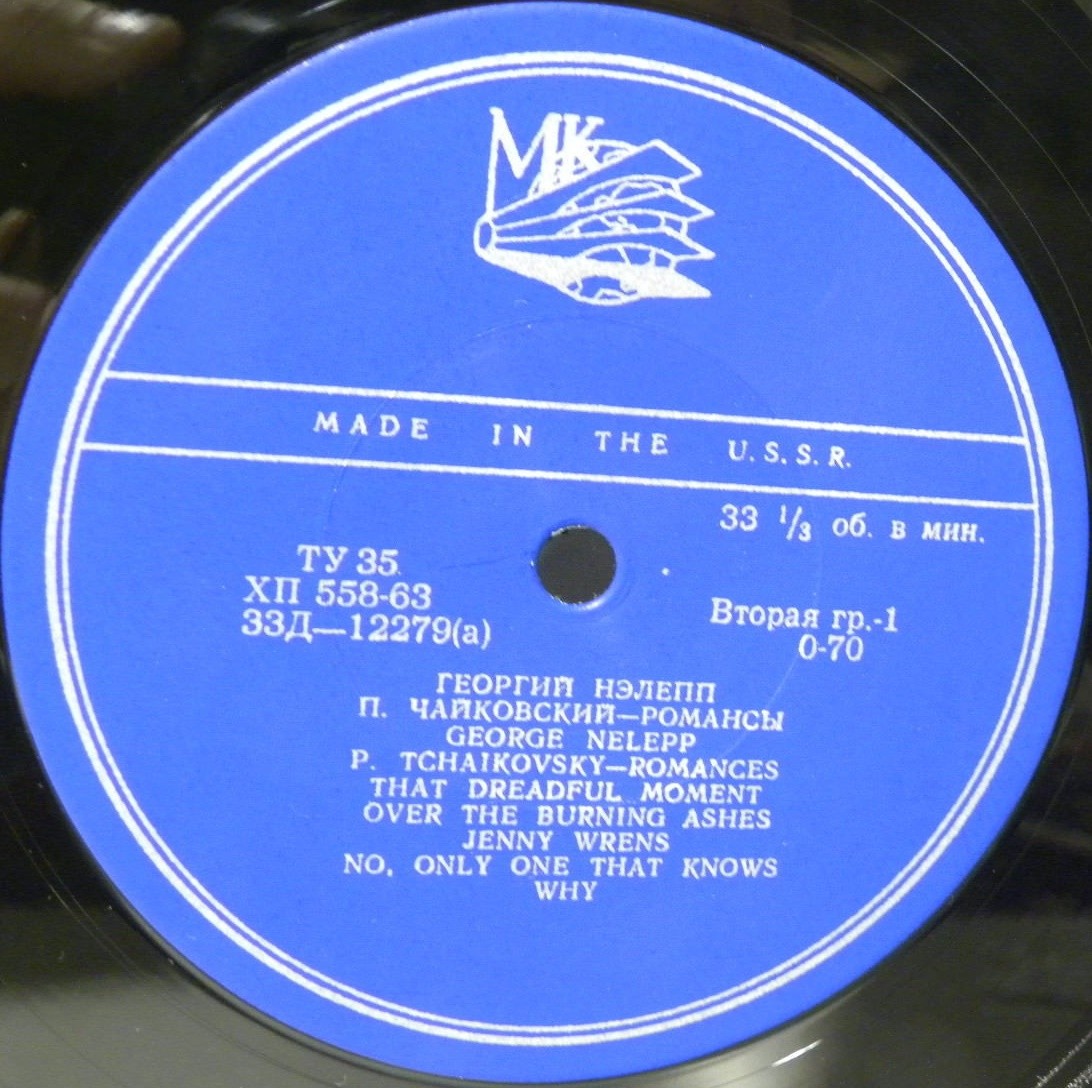 МК
MADE IN THE U.S.S.R.
33 1/3 об. в мин.
ТУ 35
ХП 558-63
33Д—12279(а)
Вторая гр.-1
0-70
ГЕОРГИЙ НЭЛЕПП
П. ЧАЙКОВСКИЙ—РОМАНСЫ
GEORGE NELEPP
P. TCHAIKOVSKY—ROMANCES
THAT DREADFUL MOMENT
OVER THE BURNING ASHES
JENNY WRENS
NO, ONLY ONE THAT KNOWS
WHY